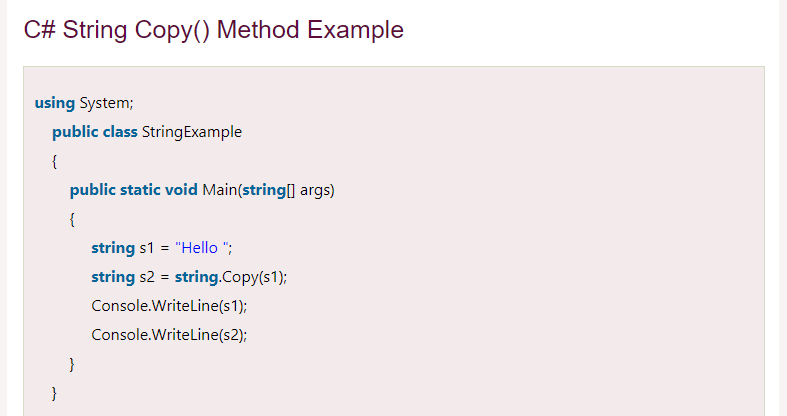 C# String Copy() Method Example
using System;
public class StringExample
{
public static void Main(string[] args)
{
string s1 = "Hello ";
string s2 = string.Copy(s1);
Console.WriteLine(s1);
Console.WriteLine(s2);
}
}